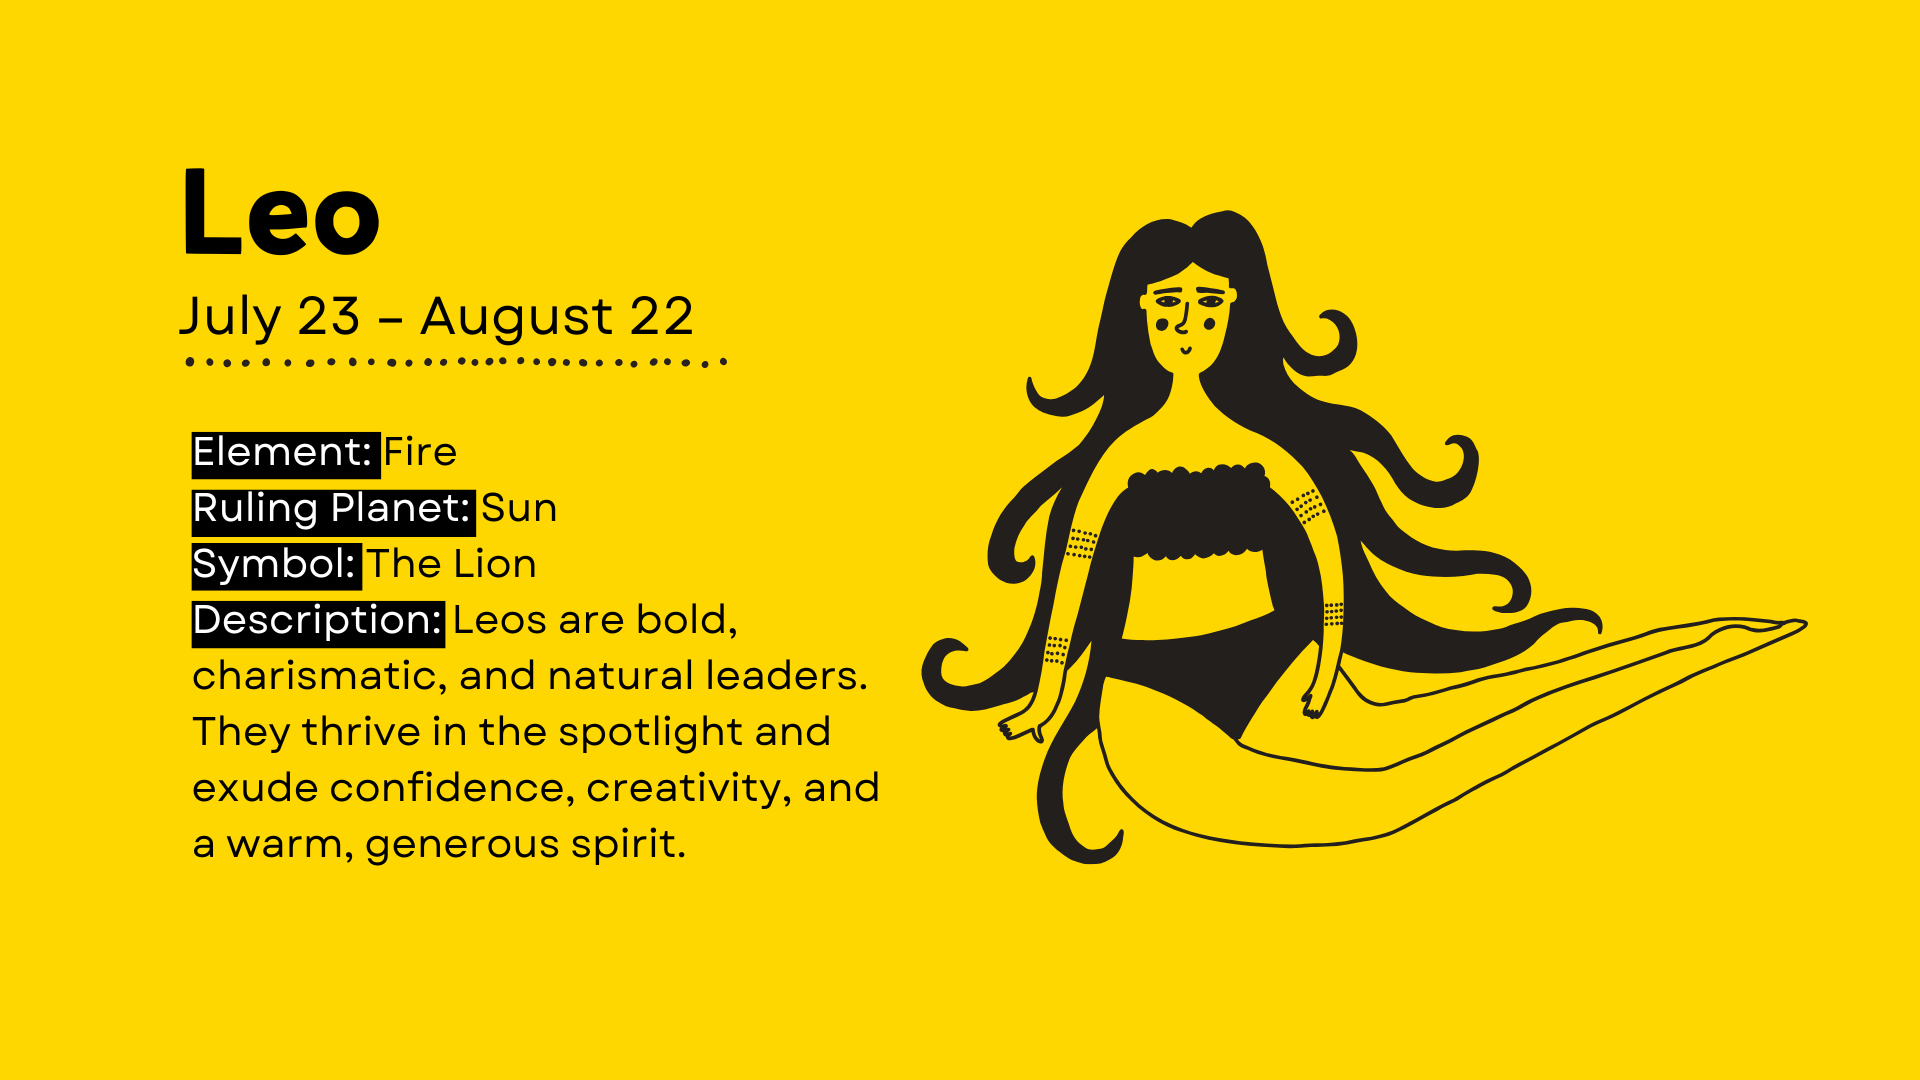 Leo
July 23 – August 22
Element: Fire
Ruling Planet: Sun
Symbol: The Lion
Description: Leos are bold,
charismatic, and natural leaders.
They thrive in the spotlight and
exude confidence, creativity, and
a warm, generous spirit.